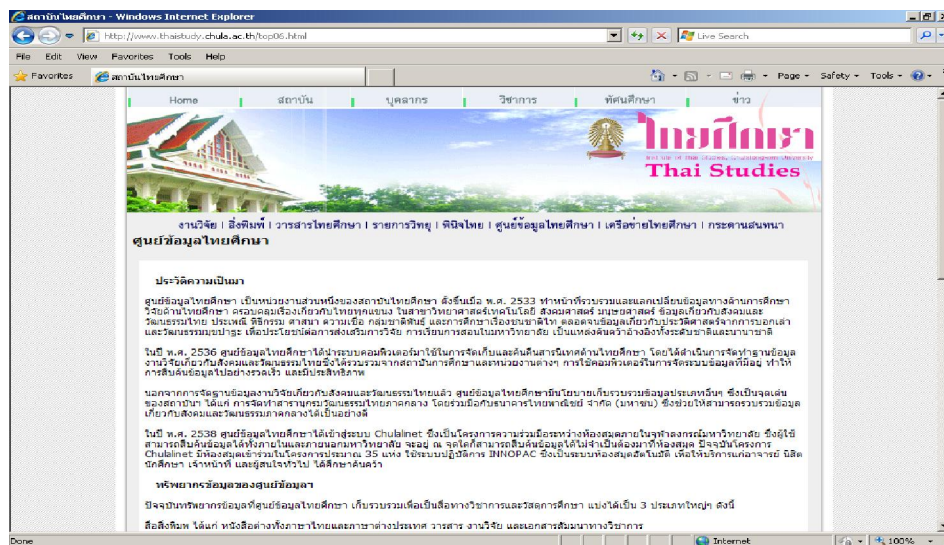 สถาบันไทยศึกษา - Windows Internet Explorer
http://www.thaistudy.chula.ac.th/top06.html
Live Search
File Edit View Favorites Tools Help
Favorites สถาบันไทยศึกษา Page Safety Tools
Home สถาบัน บุคลากร วิชาการ ทัศนศึกษา ข่าว
ไทยศึกษา
Thai Studies
งานวิจัย | สิ่งพิมพ์ | วารสารไทยศึกษา | รายการวิทยุ | พินิจไทย | ศูนย์ข้อมูลไทยศึกษา | เครือข่ายไทยศึกษา | กระดานสนทนา
ศูนย์ข้อมูลไทยศึกษา
ประวัติความเป็นมา
ศูนย์ข้อมูลไทยศึกษา เป็นหน่วยงานส่วนหนึ่งของสถาบันไทยศึกษา ตั้งขึ้นเมื่อ พ.ศ. 2533 ทำหน้าที่รวบรวมและแลกเปลี่ยนข้อมูลทางด้านการศึกษา
วิจัยด้านไทยศึกษา ครอบคลุมเรื่องเกี่ยวกับไทยทุกแขนง ในสาขาวิทยาศาสตร์เทคโนโลยี สังคมศาสตร์ มนุษยศาสตร์ ข้อมูลเกี่ยวกับสังคมและ
วัฒนธรรมไทย ประเพณี พิธีกรรม ศาสนา ความเชื่อ กลุ่มชาติพันธุ์ และการศึกษาเรื่องชนชาติไท ตลอดจนข้อมูลเกี่ยวกับประวัติศาสตร์จากการบอกเล่า
และวัฒนธรรมมุขปาฐะ เพื่อประโยชน์ต่อการส่งเสริมการวิจัย การเรียนการสอนในมหาวิทยาลัย เป็นแหล่งค้นคว้าอ้างอิงทั้งระดับชาติและนานาชาติ
ในปี พ.ศ. 2536 ศูนย์ข้อมูลไทยศึกษาได้นำระบบคอมพิวเตอร์มาใช้ในการจัดเก็บและค้นคืนสารนิเทศด้านไทยศึกษา โดยได้ดำเนินการจัดทำฐานข้อมูล
งานวิจัยเกี่ยวกับสังคมและวัฒนธรรมไทยซึ่งได้รวบรวมจากสถาบันการศึกษาและหน่วยงานต่างๆ การใช้คอมพิวเตอร์ในการจัดระบบข้อมูลที่มีอยู่ ทำให้
การสืบค้นข้อมูลไปอย่างรวดเร็ว และมีประสิทธิภาพ
นอกจากการจัดฐานข้อมูลงานวิจัยเกี่ยวกับสังคมและวัฒนธรรมไทยแล้ว ศูนย์ข้อมูลไทยศึกษามีนโยบายเก็บรวบรวมข้อมูลประเภทอื่นๆ ซึ่งเป็นจุดเด่น
ของสถาบันฯ ได้แก่ การจัดทำสารานุกรมวัฒนธรรมไทยภาคกลาง โดยร่วมมือกับธนาคารไทยพาณิชย์ จำกัด (มหาชน) ซึ่งช่วยให้สามารถรวบรวมข้อมูล
เกี่ยวกับสังคมและวัฒนธรรมภาคกลางได้เป็นอย่างดี
ในปี พ.ศ. 2538 ศูนย์ข้อมูลไทยศึกษาได้เข้าสู่ระบบ Chulalinet ซึ่งเป็นโครงการความร่วมมือระหว่างห้องสมุดภายในจุฬาลงกรณ์มหาวิทยาลัย ซึ่งผู้ใช้
สามารถสืบค้นข้อมูลได้ทั้งภายในและภายนอกมหาวิทยาลัย จะอยู่ ณ จุดใดก็สามารถสืบค้นข้อมูลได้ไม่จำเป็นต้องมาที่ห้องสมุด ปัจจุบันโครงการ
Chulalinet มีห้องสมุดเข้าร่วมในโครงการประมาณ 35 แห่ง ใช้ระบบปฏิบัติการ INNOPAC ซึ่งเป็นระบบห้องสมุดอัตโนมัติ เพื่อให้บริการแก่อาจารย์ นิสิต
นักศึกษา เจ้าหน้าที่ และผู้สนใจทั่วไป ได้ศึกษาค้นคว้า
ทรัพยากรข้อมูลของศูนย์ข้อมูลฯ
ปัจจุบันทรัพยากรข้อมูลที่ศูนย์ข้อมูลไทยศึกษา เก็บรวบรวมเพื่อเป็นสื่อทางวิชาการและวัสดุการศึกษา แบ่งได้เป็น 3 ประเภทใหญ่ๆ ดังนี้
สื่อสิ่งพิมพ์ ได้แก่ หนังสือต่างทั้งภาษาไทยและภาษาต่างประเทศ วารสาร งานวิจัย และเอกสารสัมมนาทางวิชาการ
Done Internet 100%